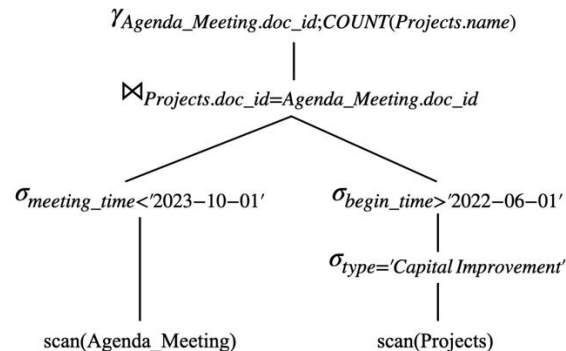 γAgenda_Meeting.doc_id;COUNT(Projects.name)
⋈Projects.doc_id=Agenda_Meeting.doc_id
σmeeting_time<'2023−10−01'
σbegin_time>'2022−06−01'
σtype='Capital Improvement'
scan(Agenda_Meeting)
scan(Projects)